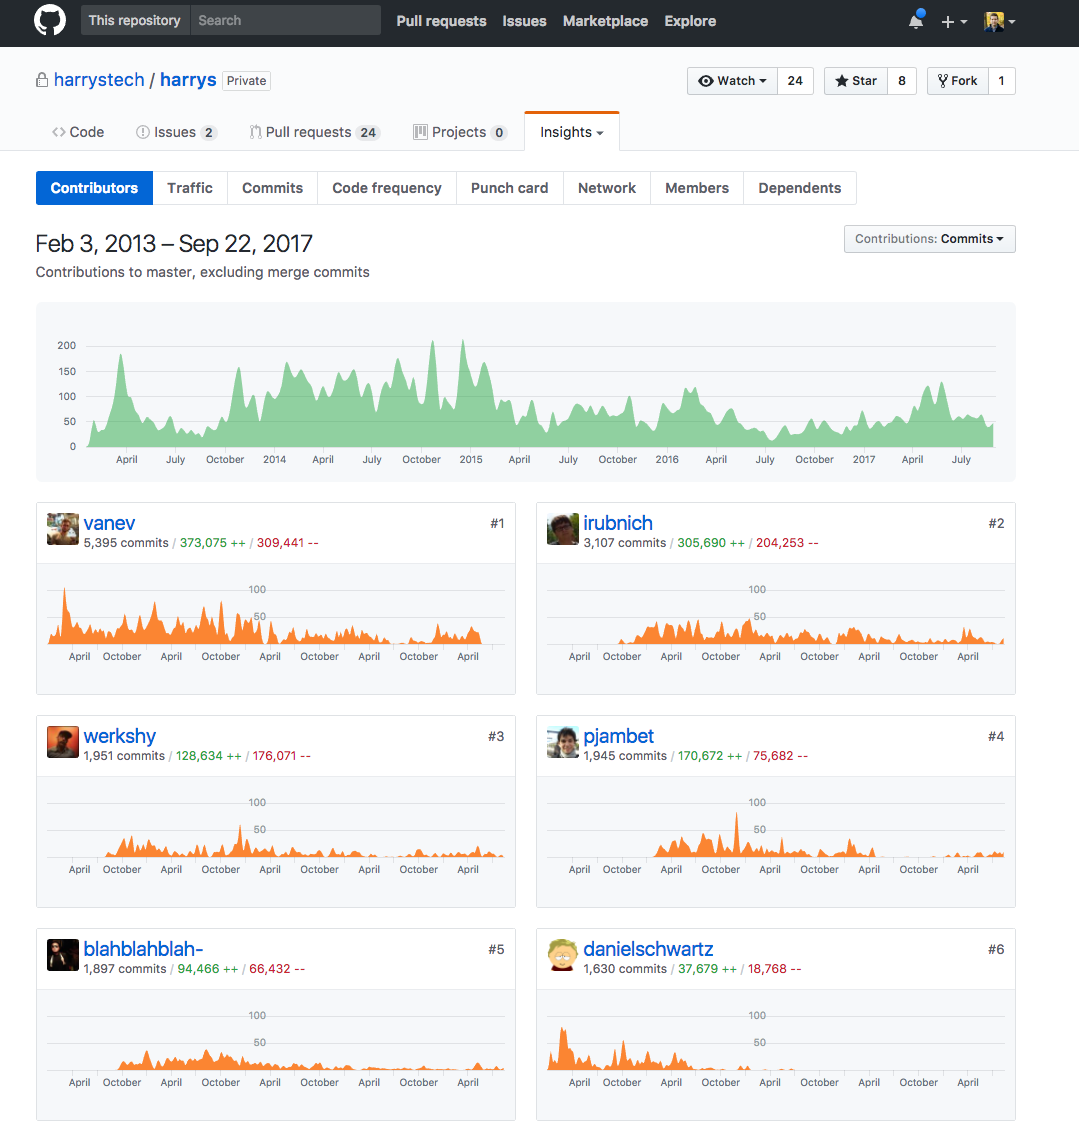 This repository Search Pull requests Issues Marketplace Explore
harrystech / harrys Private Watch 24 Star 8 Fork 1
Code Issues 2 Pull requests 24 Projects 0 Insights
Contributors Traffic Commits Code frequency Punch card Network Members Dependents
Feb 3, 2013 – Sep 22, 2017 Contributions: Commits
Contributions to master, excluding merge commits
200
150
100
50
0
April July October 2014 April July October 2015 April July October 2016 April July October 2017 April July
vanev #1
5,395 commits / 373,075 ++ / 309,441 --
100
50
April October April October April October April October April
irubnich #2
3,107 commits / 305,690 ++ / 204,253 --
100
50
April October April October April October April October April
werkshy #3
1,951 commits / 128,634 ++ / 176,071 --
100
50
April October April October April October April October April
pjambet #4
1,945 commits / 170,672 ++ / 75,682 --
100
50
April October April October April October April October April
blahblahblah- #5
1,897 commits / 94,466 ++ / 66,432 --
100
50
April October April October April October April October April
danielschwartz #6
1,630 commits / 37,679 ++ / 18,768 --
100
50
April October April October April October April October April